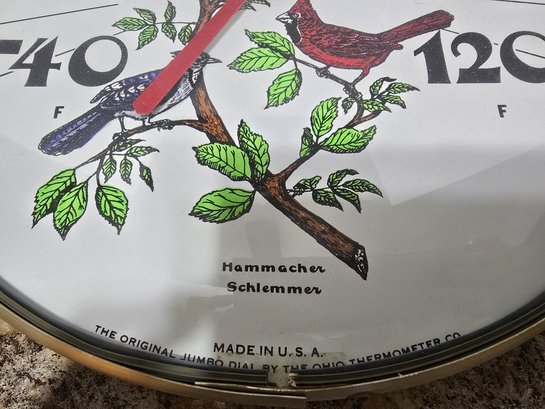 -40 120
F F
Hammacher
Schlemmer
MADE IN U.S.A.
THE ORIGINAL JUMBO DIAL BY THE OHIO THERMOMETER CO.